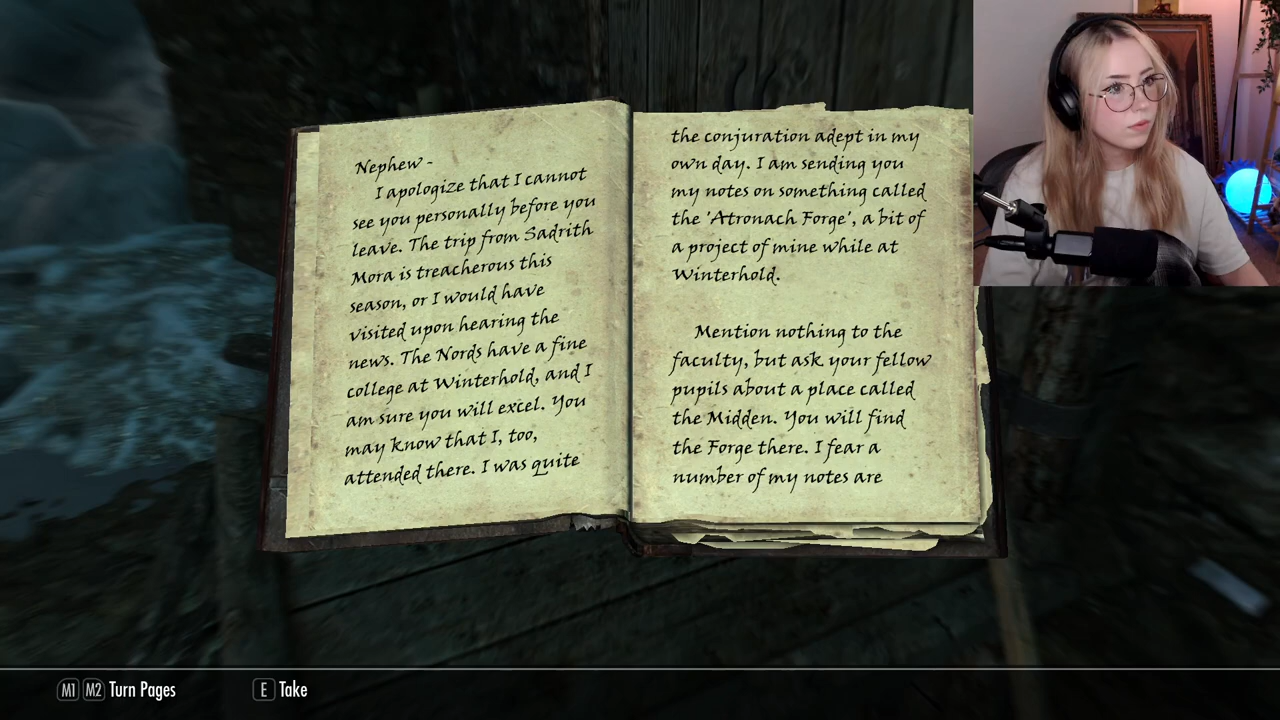 Nephew -
I apologize that I cannot
see you personally before you
leave. The trip from Sadrith
Mora is treacherous this
season, or I would have
visited upon hearing the
news. The Nords have a fine
college at Winterhold, and I
am sure you will excel. You
may know that I, too,
attended there. I was quite
the conjuration adept in my
own day. I am sending you
my notes on something called
the 'Atronach Forge', a bit of
a project of mine while at
Winterhold.
Mention nothing to the
faculty, but ask your fellow
pupils about a place called
the Midden. You will find
the Forge there. I fear a
number of my notes are
M1 M2 Turn Pages E Take